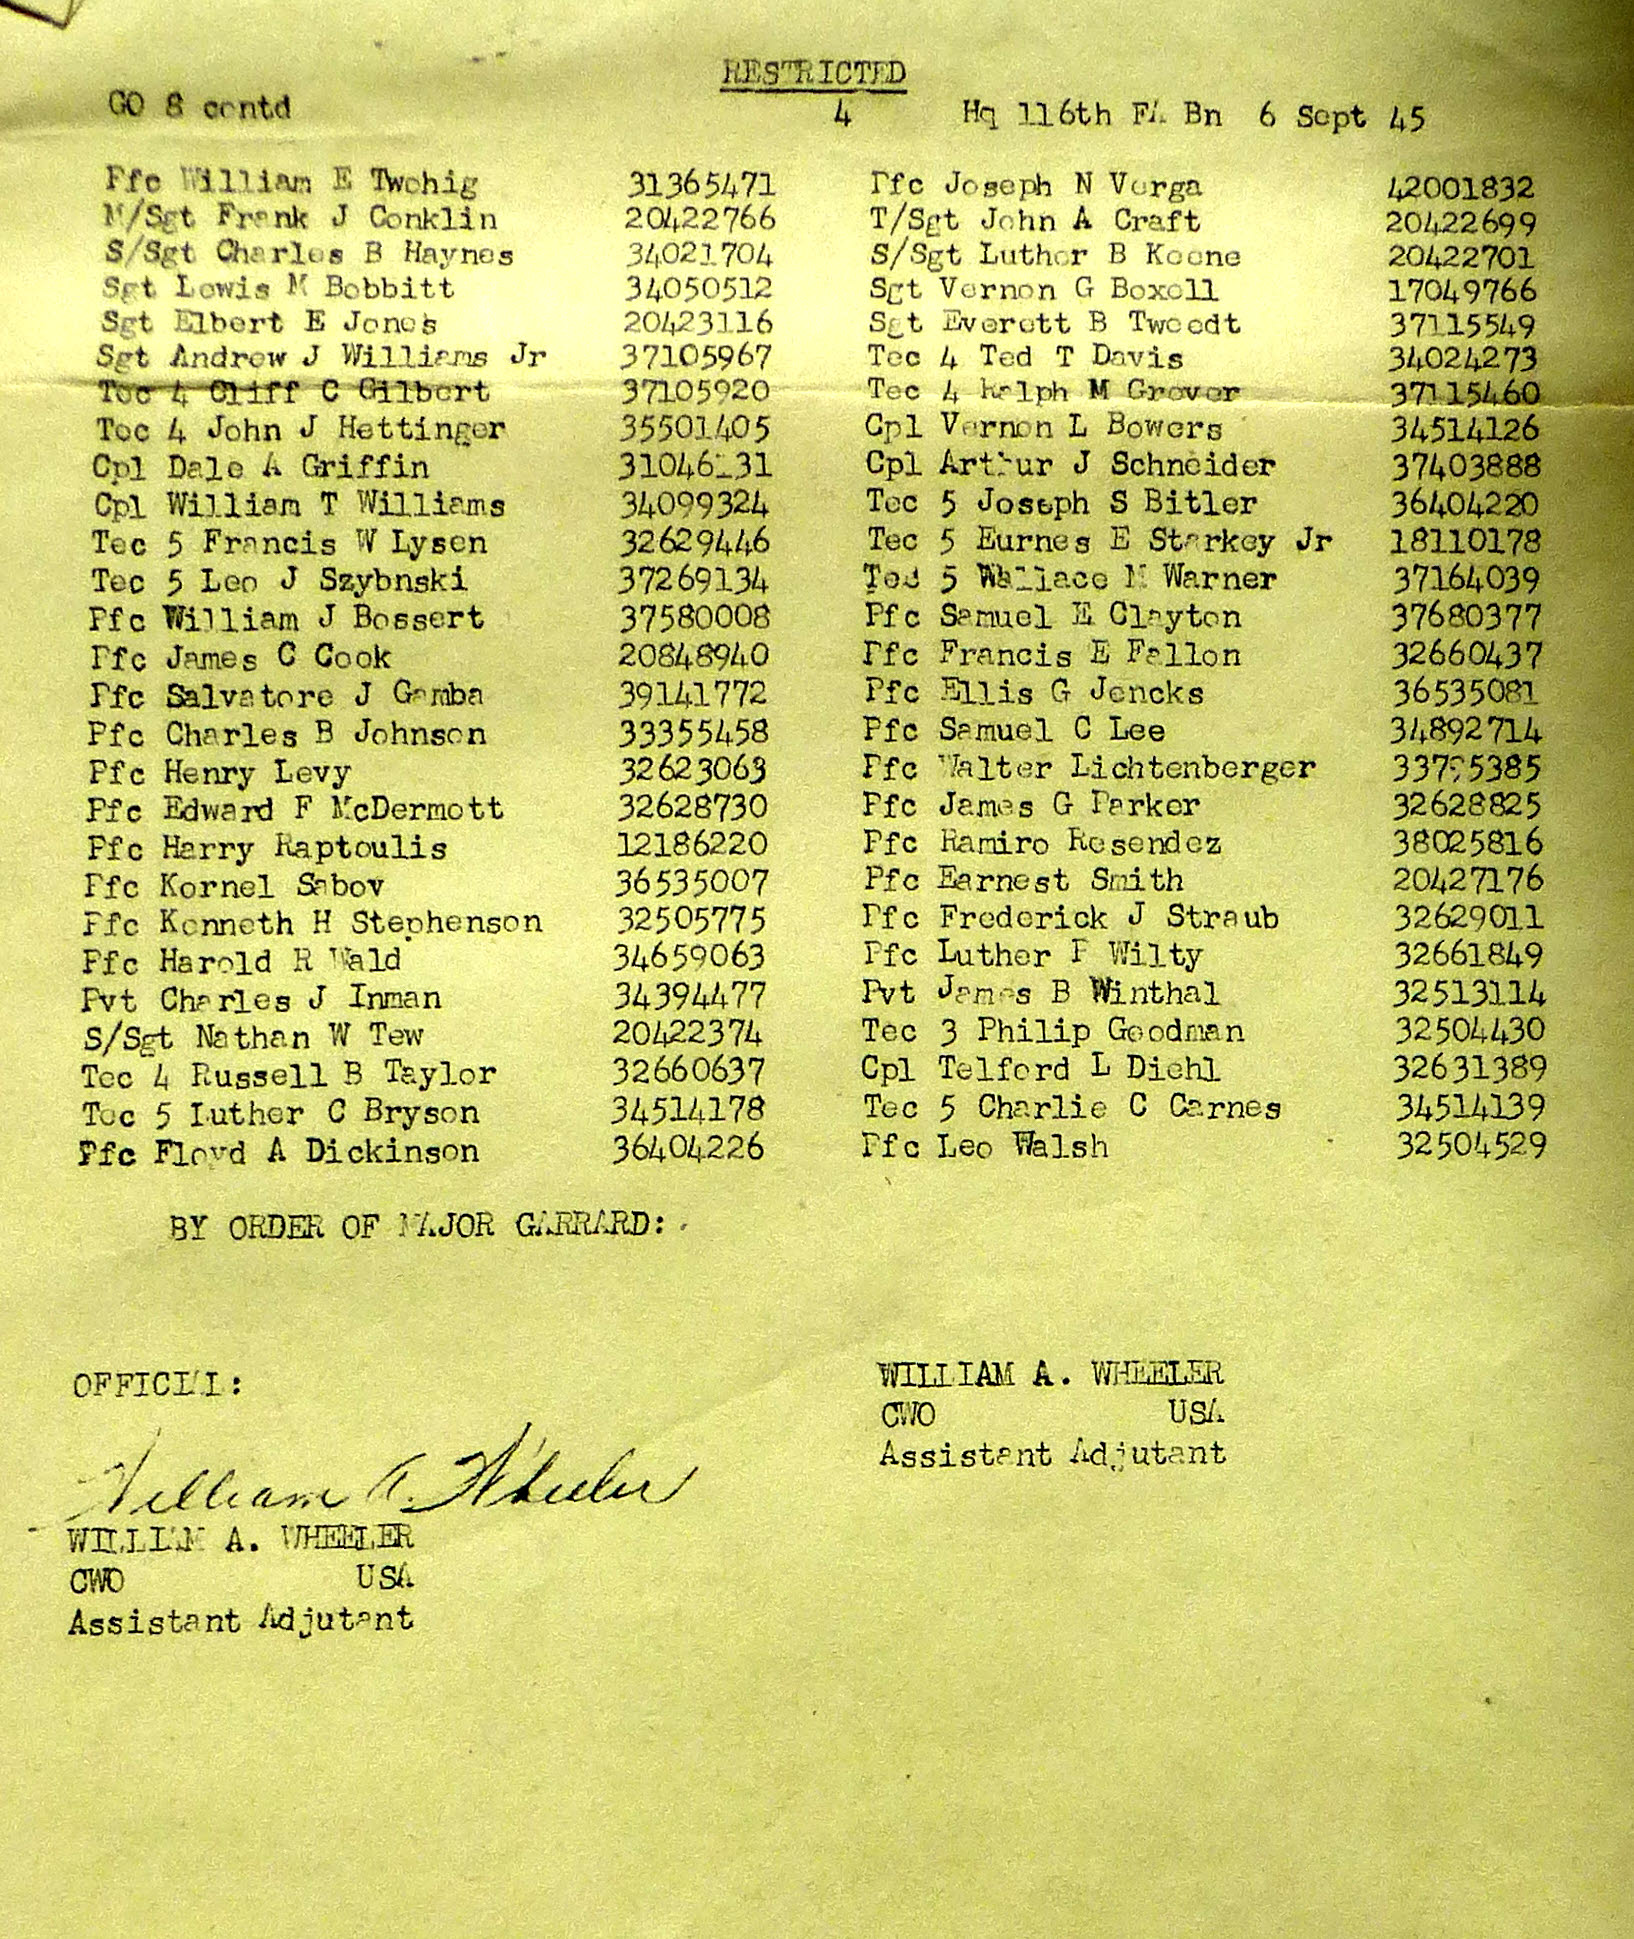 RESTRICTED
GO 8 contd 4 Hq 116th FA Bn 6 Sept 45
Pfc William E Twohig 31365471 Pfc Joseph N Verga 42001832
M/Sgt Frank J Conklin 20422766 T/Sgt John A Craft 20422699
S/Sgt Charles B Haynes 34021704 S/Sgt Luther B Keene 20422701
Sgt Lewis M Bobbitt 34050512 Sgt Vernon G Boxell 17049766
Sgt Elbert E Jones 20423116 Sgt Everett B Tweedt 37115549
Sgt Andrew J Williams Jr 37105967 Tec 4 Ted T Davis 34024273
Tec 4 Cliff C Gilbert 37105920 Tec 4 Ralph M Grover 37115460
Tec 4 John J Hettinger 35501405 Cpl Vernon L Bowers 34514126
Cpl Dale A Griffin Cpl Arthur J Schneider 37403888
Cpl William T Williams 34099324 Tec 5 Joseph S Bitler 36404220
Tec 5 Francis W Lysen 32629446 Tec 5 Eurnes E Starkey Jr 18110178
Tec 5 Leo J Szybnski 37269134 Tec 5 Wallace M Warner 37164039
Pfc William J Bossert 37580008 Pfc Samuel E Clayton 37680377
Pfc James C Cook 20848940 Pfc Francis E Fallon 32660437
Pfc Salvatore J Gamba 39141772 Pfc Ellis G Jencks 36535081
Pfc Charles B Johnson 33355458 Pfc Samuel C Lee 34892714
Pfc Henry Levy 32623063 Pfc Walter Lichtenberger
Pfc Edward F McDermott 32628730 Pfc James G Parker 32628825
Pfc Harry Raptoulis 12186220 Pfc Ramiro Resendez 38025816
Pfc Kornel Sabov 36535007 Pfc Earnest Smith 20427176
Pfc Kenneth H Stephenson 32505775 Pfc Frederick J Straub 32629011
Pfc Harold R Wald 34659063 Pfc Luther F Wilty 32661849
Pvt Charles J Inman 34394477 Pvt James B Winthal 32513114
S/Sgt Nathan W Tew 20422374 Tec 3 Philip Goodman 32504430
Tec 4 Russell B Taylor 32660637 Cpl Telford L Diehl 32631389
Tec 5 Luther C Bryson 34514178 Tec 5 Charlie C Carnes 34514139
Pfc Floyd A Dickinson 36404226 Pfc Leo Walsh 32504529
BY ORDER OF MAJOR GARRARD:
OFFICIAL:
WILLIAM A. WHEELER
CWO USA
Assistant Adjutant
William A. Wheeler
WILLIAM A. WHEELER
CWO USA
Assistant Adjutant